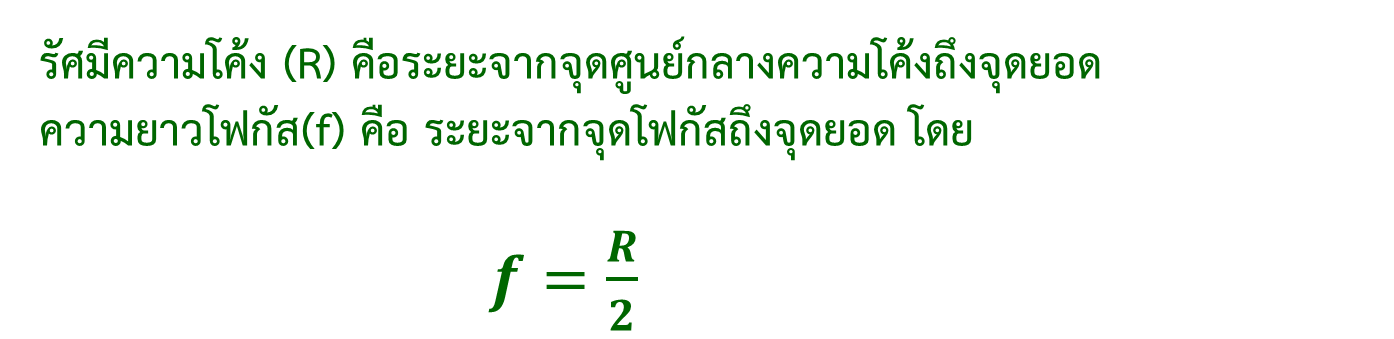 รัศมีความโค้ง (R) คือระยะจากจุดศูนย์กลางความโค้งถึงจุดยอด
ความยาวโฟกัส(f) คือ ระยะจากจุดโฟกัสถึงจุดยอด โดย
f = R/2